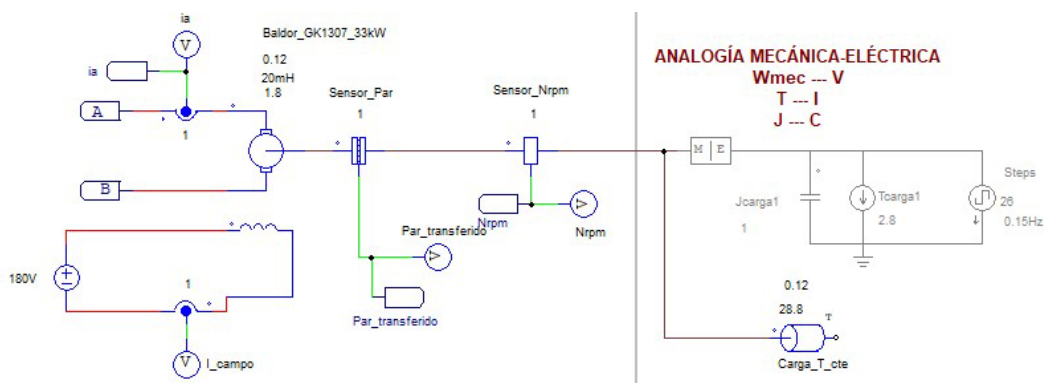 ia
V
ia
A
1
B
Baldor_GK1307_33kW
0.12
20mH
1.8
Sensor_Par
1
Sensor_Nrpm
1
Nrpm
V
Nrpm
Par_transferido
V
Par_transferido
180V
1
V
I_campo
ANALOGÍA MECÁNICA-ELÉCTRICA
Wmec --- V
T --- I
J --- C
M E
Jcarga1
1
Tcarga1
2.8
Steps
26
0.15Hz
0.12
28.8
T
Carga_T_cte